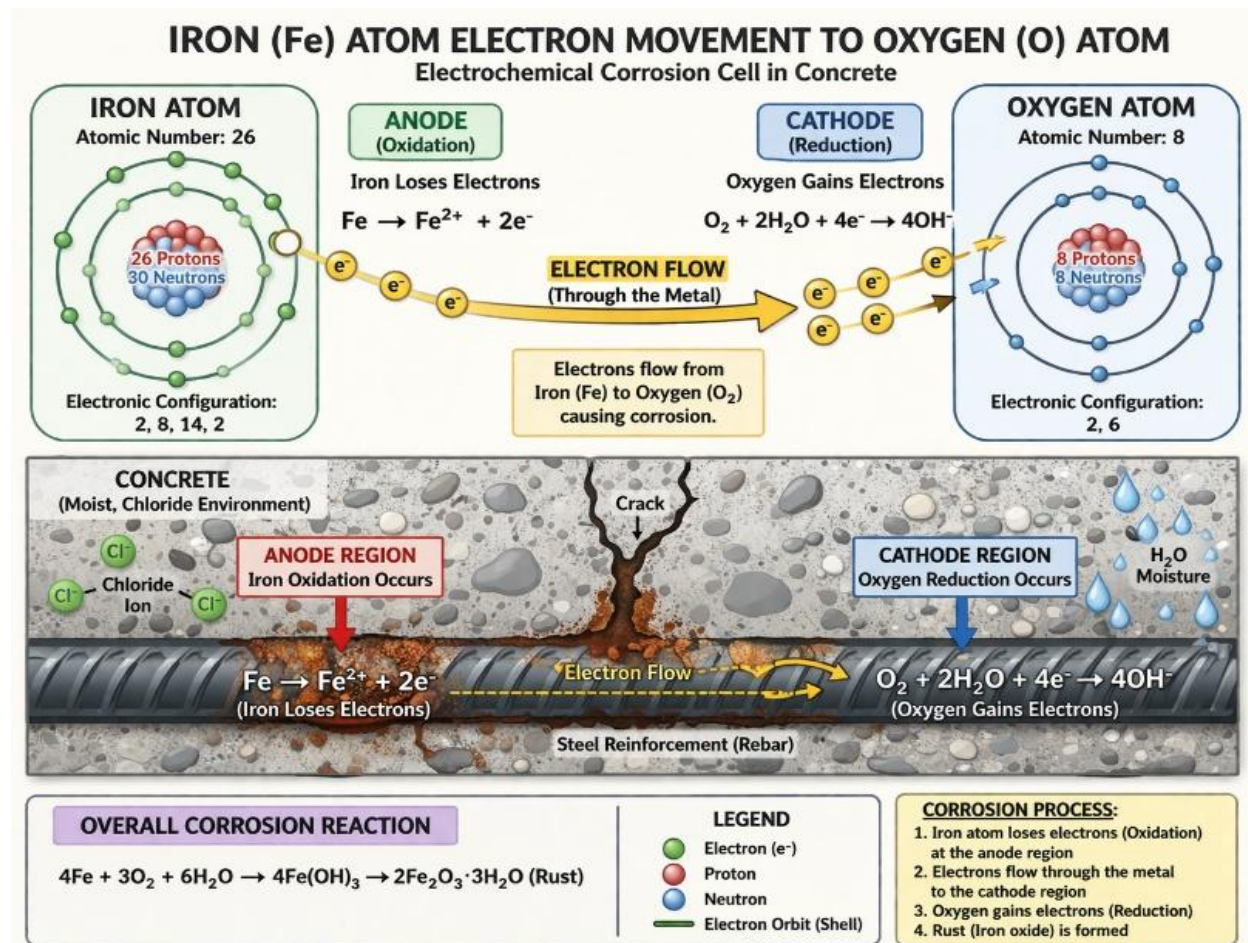 IRON (Fe) ATOM ELECTRON MOVEMENT TO OXYGEN (O) ATOM
Electrochemical Corrosion Cell in Concrete
IRON ATOM
Atomic Number: 26
26 Protons
30 Neutrons
Electronic Configuration:
2, 8, 14, 2
ANODE
(Oxidation)
Iron Loses Electrons
Fe → Fe²⁺ + 2e⁻
e⁻
e⁻
e⁻
ELECTRON FLOW
(Through the Metal)
Electrons flow from
Iron (Fe) to Oxygen (O₂)
causing corrosion.
CATHODE
(Reduction)
Oxygen Gains Electrons
O₂ + 2H₂O + 4e⁻ → 4OH⁻
e⁻
e⁻
e⁻
e⁻
e⁻
OXYGEN ATOM
Atomic Number: 8
8 Protons
8 Neutrons
Electronic Configuration:
2, 6
CONCRETE
(Moist, Chloride Environment)
Cl⁻
Cl⁻
Chloride
Ion
Cl⁻
ANODE REGION
Iron Oxidation Occurs
Crack
CATHODE REGION
Oxygen Reduction Occurs
H₂O
Moisture
Fe → Fe²⁺ + 2e⁻
(Iron Loses Electrons)
Electron Flow
O₂ + 2H₂O + 4e⁻ → 4OH⁻
(Oxygen Gains Electrons)
Steel Reinforcement (Rebar)
OVERALL CORROSION REACTION
4Fe + 3O₂ + 6H₂O → 4Fe(OH)₃ → 2Fe₂O₃·3H₂O (Rust)
LEGEND
Electron (e⁻)
Proton
Neutron
Electron Orbit (Shell)
CORROSION PROCESS:
1. Iron atom loses electrons (Oxidation)
at the anode region
2. Electrons flow through the metal
to the cathode region
3. Oxygen gains electrons (Reduction)
4. Rust (Iron oxide) is formed